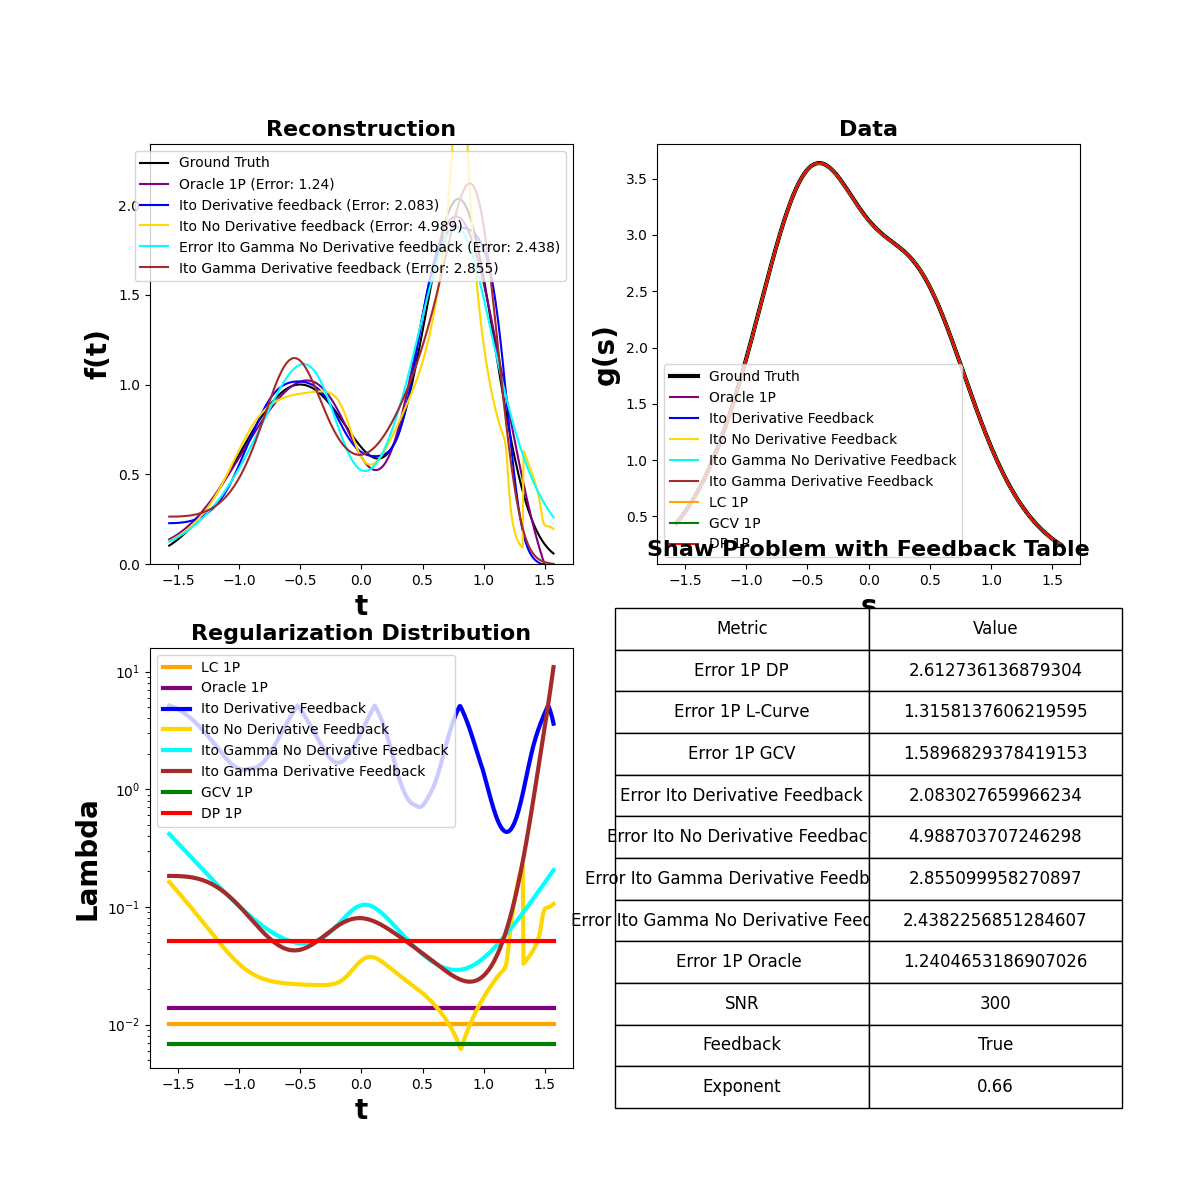 Reconstruction
f(t)
2.0
1.5
1.0
0.5
0.0
Ground Truth
Oracle 1P (Error: 1.24)
Ito Derivative feedback (Error: 2.083)
Ito No Derivative feedback (Error: 4.989)
Error Ito Gamma No Derivative feedback (Error: 2.438)
Ito Gamma Derivative feedback (Error: 2.855)
−1.5 −1.0 −0.5 0.0 0.5 1.0 1.5
t
Data
g(s)
3.5
3.0
2.5
2.0
1.5
1.0
0.5
Ground Truth
Oracle 1P
Ito Derivative Feedback
Ito No Derivative Feedback
Ito Gamma No Derivative Feedback
Ito Gamma Derivative Feedback
LC 1P
GCV 1P
DP 1P
−1.5 −1.0 −0.5 0.0 0.5 1.0 1.5
s
Regularization Distribution
Lambda
10^1
10^0
10^−1
10^−2
LC 1P
Oracle 1P
Ito Derivative Feedback
Ito No Derivative Feedback
Ito Gamma No Derivative Feedback
Ito Gamma Derivative Feedback
GCV 1P
DP 1P
−1.5 −1.0 −0.5 0.0 0.5 1.0 1.5
t
Shaw Problem with Feedback Table
Metric Value
Error 1P DP 2.612736136879304
Error 1P L-Curve 1.3158137606219595
Error 1P GCV 1.5896829378419153
Error Ito Derivative Feedback 2.083027659966234
Error Ito No Derivative Feedbac 4.988703707246298
Error Ito Gamma Derivative Feedb 2.855099958270897
Error Ito Gamma No Derivative Feec 2.4382256851284607
Error 1P Oracle 1.2404653186907026
SNR 300
Feedback True
Exponent 0.66